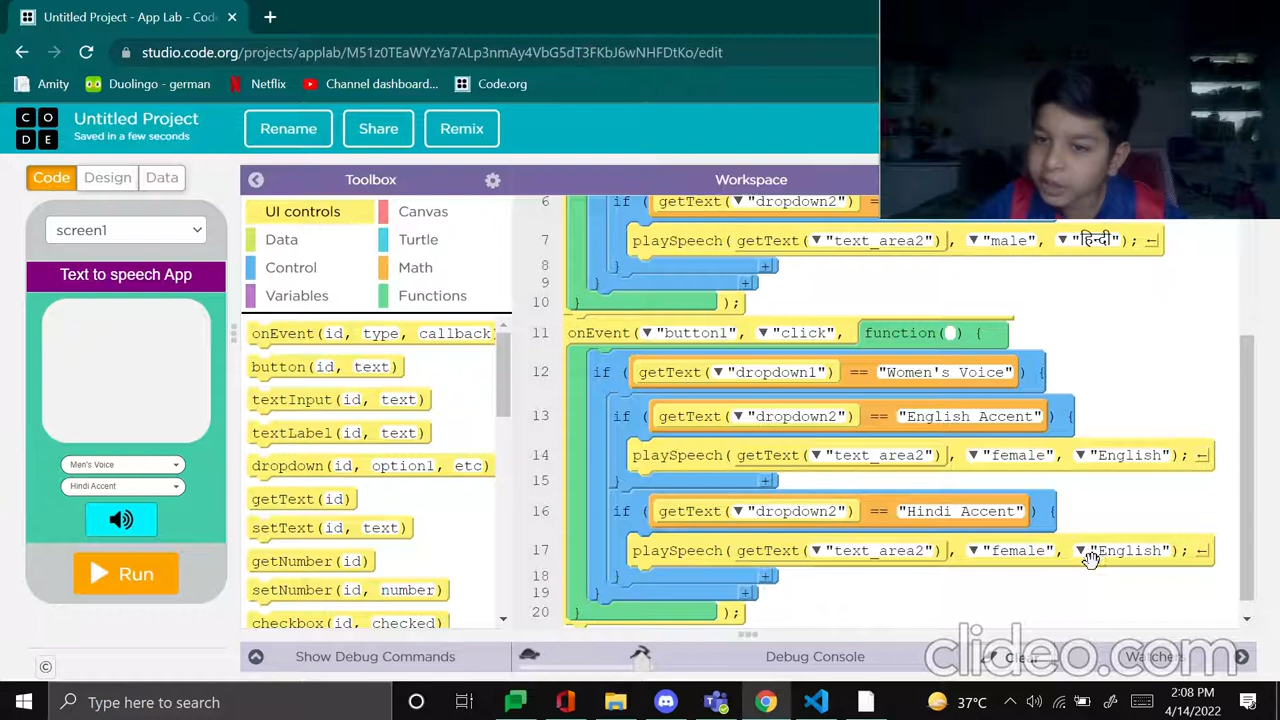 Untitled Project - App Lab - Cod
studio.code.org/projects/applab/M51z0TEaWYzYa7ALp3nmAy4VbG5dT3FKbJ6wNHFDtKo/edit
Amity
Duolingo - german
Netflix
Channel dashboard...
Code.org
CO
DE
Untitled Project
Saved in a few seconds
Rename
Share
Remix
Code
Design
Data
Toolbox
Workspace
screen1
Text to speech App
Men's Voice
Hindi Accent
Run
UI controls
Canvas
Data
Turtle
Control
Math
Variables
Functions
onEvent(id, type, callback)
button(id, text)
textInput(id, text)
textLabel(id, text)
dropdown(id, option1, etc)
getText(id)
setText(id, text)
getNumber(id)
setNumber(id, number)
checkbox(id, checked)
6 if (getText("dropdown2") =
7 playSpeech(getText("text_area2"), "male", "हिन्दी");
8 }
9 }
10 });
11 onEvent("button1", "click", function() {
12 if (getText("dropdown1") == "Women's Voice") {
13 if (getText("dropdown2") == "English Accent") {
14 playSpeech(getText("text_area2"), "female", "English");
15 }
16 if (getText("dropdown2") == "Hindi Accent") {
17 playSpeech(getText("text_area2"), "female", "English");
18 }
19 }
20 });
Show Debug Commands
Debug Console
Clear
Watchers
clideo.com
Type here to search
37°C
2:08 PM
4/14/2022